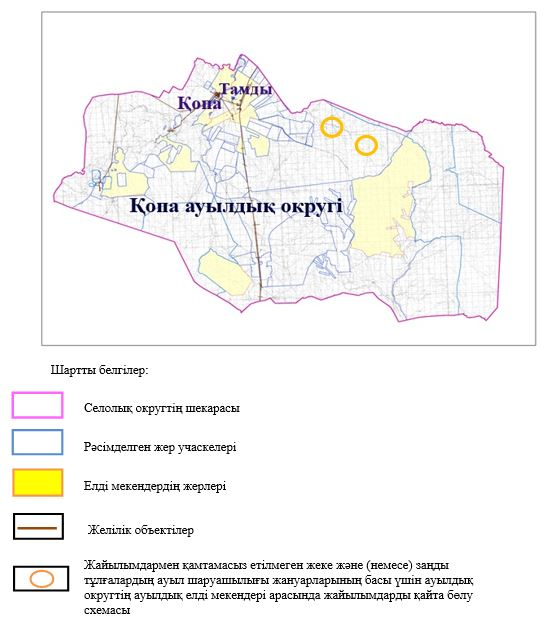 Тамды
Қопа
Қопа ауылдық округі
Шартты белгілер:
Селолық округтің шекарасы
Рәсімделген жер учаскелері
Елді мекендердің жерлері
Желілік объектілер
Жайылымдармен қамтамасыз етілмеген жеке және (немесе) заңды
тұлғалардың ауыл шаруашылығы жануарларының басы үшін ауылдық
округтің ауылдық елді мекендері арасында жайылымдарды қайта бөлу
схемасы